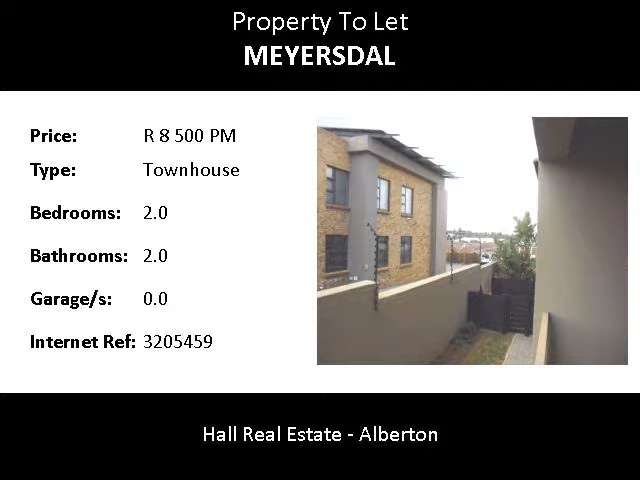 Property To Let
MEYERSDAL
Price: R 8 500 PM
Type: Townhouse
Bedrooms: 2.0
Bathrooms: 2.0
Garage/s: 0.0
Internet Ref: 3205459
Hall Real Estate - Alberton